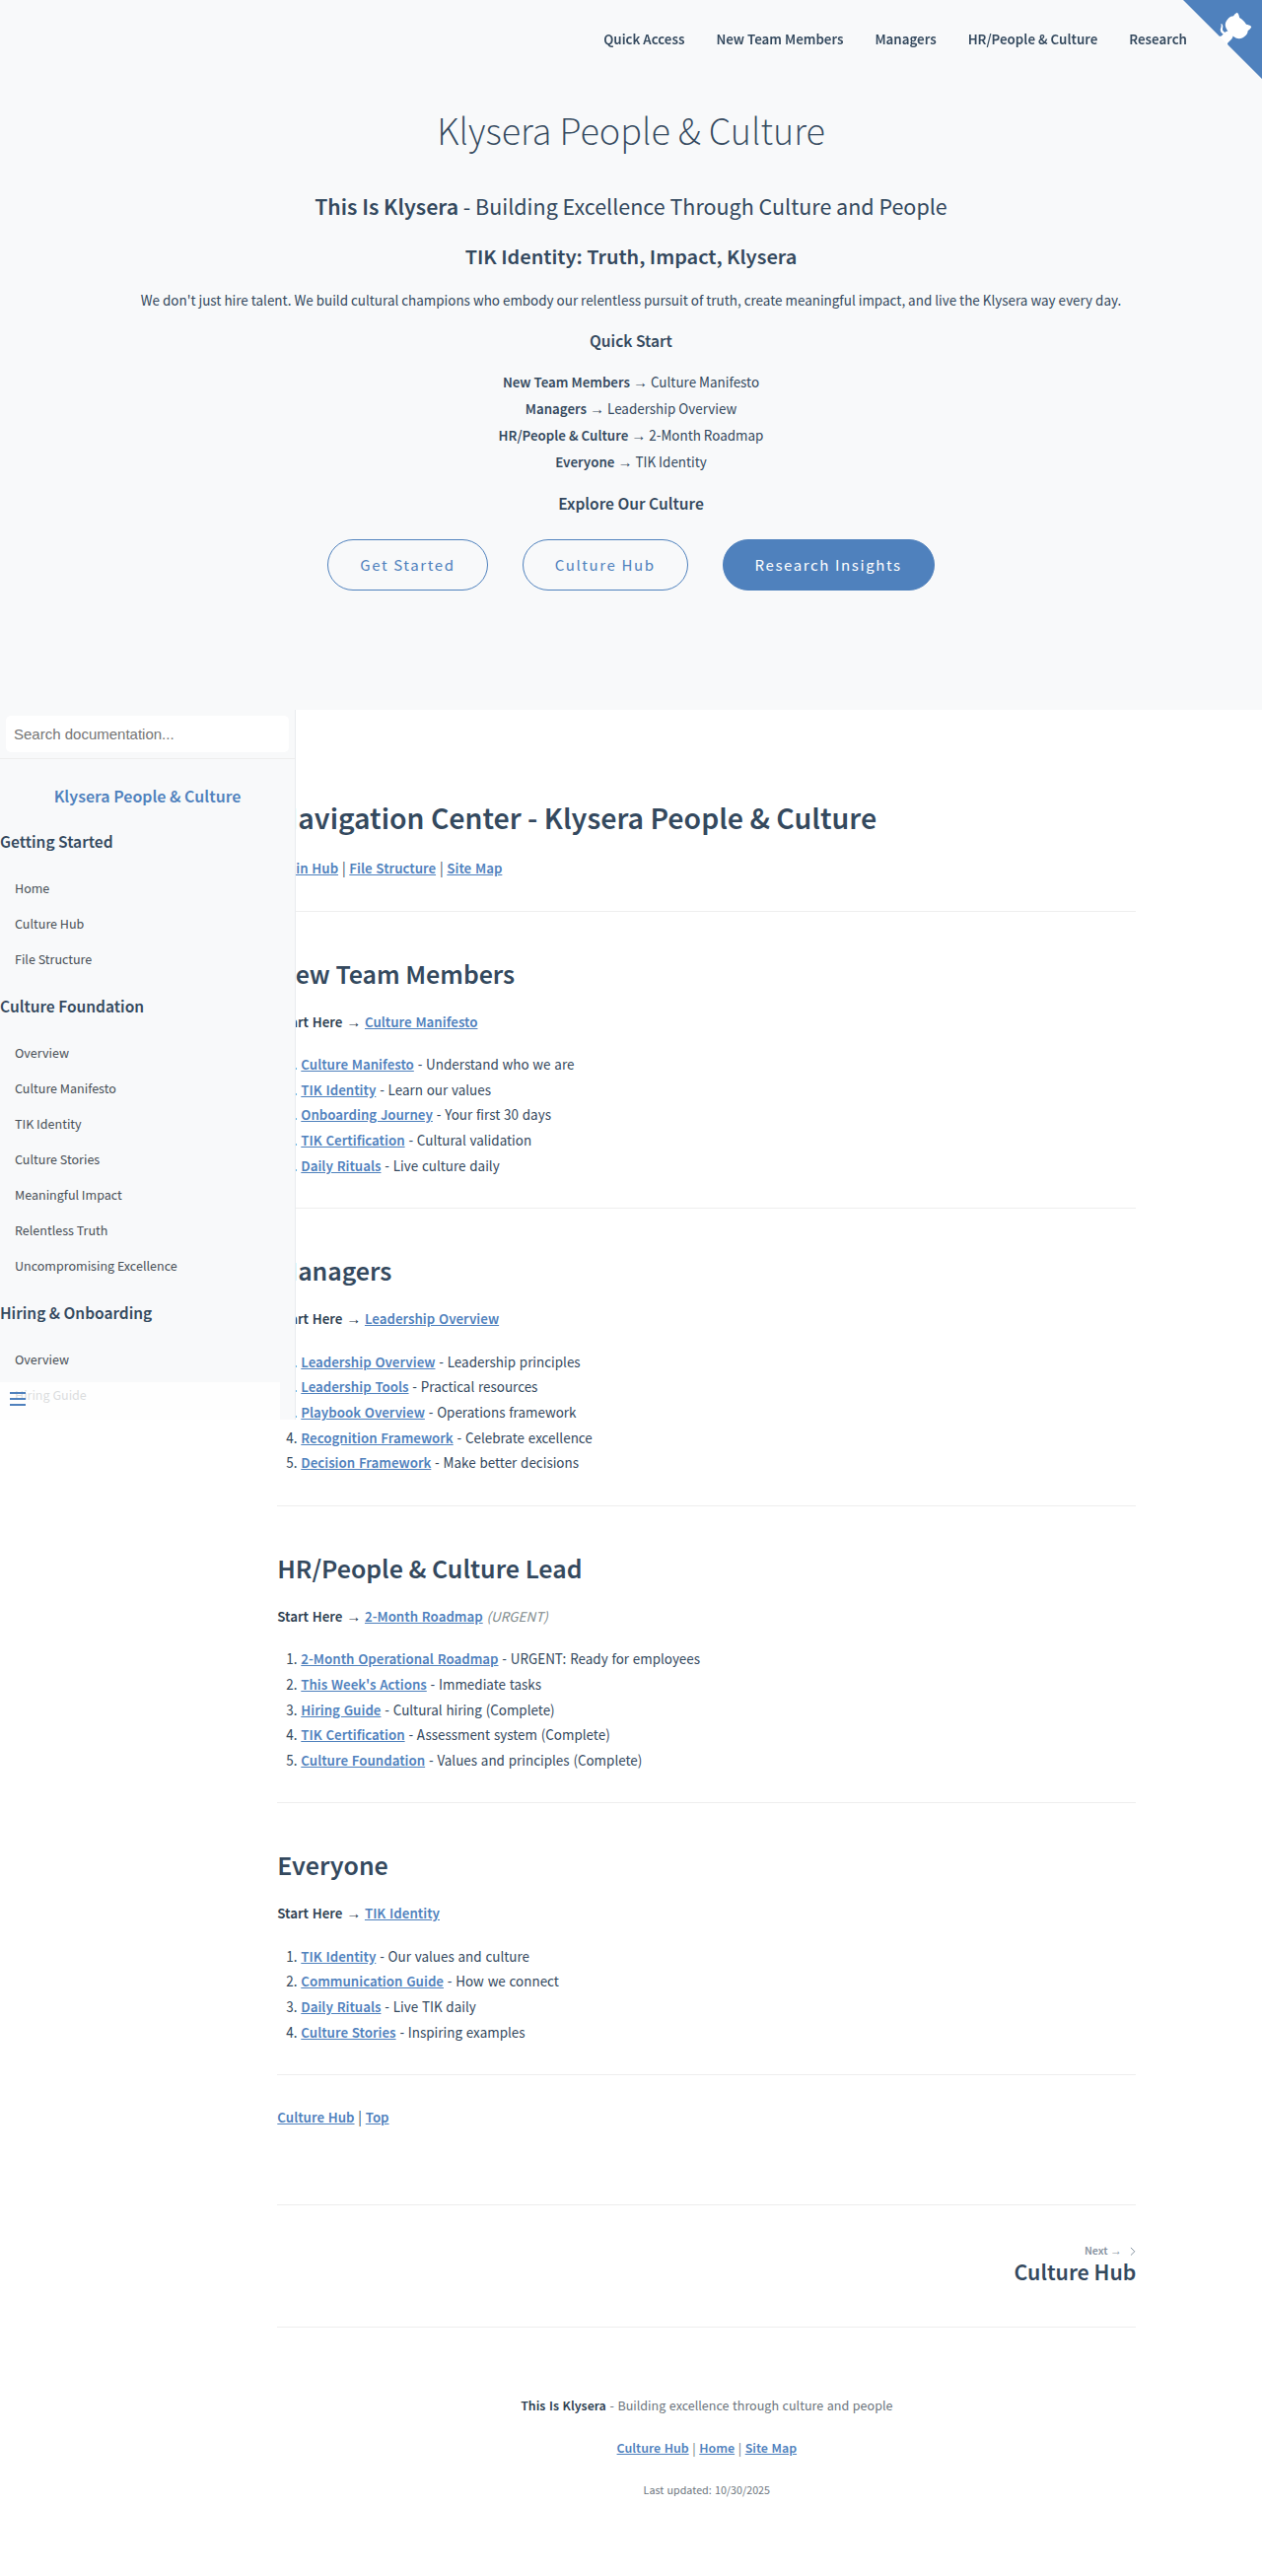 Quick Access New Team Members Managers HR/People & Culture Research
Klysera People & Culture
This Is Klysera - Building Excellence Through Culture and People
TIK Identity: Truth, Impact, Klysera
We don't just hire talent. We build cultural champions who embody our relentless pursuit of truth, create meaningful impact, and live the Klysera way every day.
Quick Start
New Team Members → Culture Manifesto
Managers → Leadership Overview
HR/People & Culture → 2-Month Roadmap
Everyone → TIK Identity
Explore Our Culture
Get Started Culture Hub Research Insights
Search documentation...
Klysera People & Culture
Getting Started
Home
Culture Hub
File Structure
Culture Foundation
Overview
Culture Manifesto
TIK Identity
Culture Stories
Meaningful Impact
Relentless Truth
Uncompromising Excellence
Hiring & Onboarding
Overview
Hiring Guide
avigation Center - Klysera People & Culture
in Hub | File Structure | Site Map
ew Team Members
rt Here → Culture Manifesto
. Culture Manifesto - Understand who we are
. TIK Identity - Learn our values
. Onboarding Journey - Your first 30 days
. TIK Certification - Cultural validation
. Daily Rituals - Live culture daily
anagers
rt Here → Leadership Overview
. Leadership Overview - Leadership principles
. Leadership Tools - Practical resources
. Playbook Overview - Operations framework
4. Recognition Framework - Celebrate excellence
5. Decision Framework - Make better decisions
HR/People & Culture Lead
Start Here → 2-Month Roadmap (URGENT)
1. 2-Month Operational Roadmap - URGENT: Ready for employees
2. This Week's Actions - Immediate tasks
3. Hiring Guide - Cultural hiring (Complete)
4. TIK Certification - Assessment system (Complete)
5. Culture Foundation - Values and principles (Complete)
Everyone
Start Here → TIK Identity
1. TIK Identity - Our values and culture
2. Communication Guide - How we connect
3. Daily Rituals - Live TIK daily
4. Culture Stories - Inspiring examples
Culture Hub | Top
Next →
Culture Hub
This Is Klysera - Building excellence through culture and people
Culture Hub | Home | Site Map
Last updated: 10/30/2025